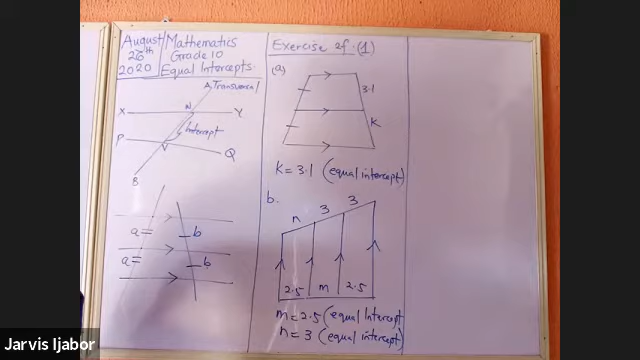 August
26th
2020
Mathematics
Grade 10
Equal Intercepts
A Transversal
N
X
Y
Intercept
P
V
Q
B
a
b
a
b
Exercise 2f. (1)
(a)
3.1
K
K = 3.1 (equal intercept)
b.
n 3 3
2.5 m 2.5
m = 2.5 (equal Intercept)
n = 3 (equal intercept)
Jarvis Ijabor